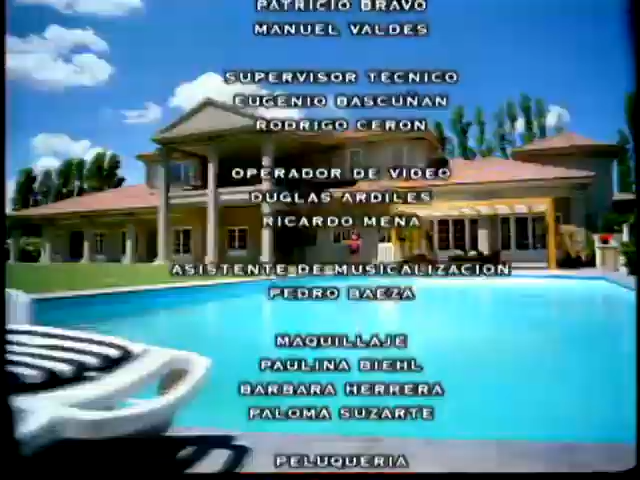 PATRICIO BRAVO
MANUEL VALDES
SUPERVISOR TECNICO
EUGENIO BASCUÑAN
RODRIGO CERON
OPERADOR DE VIDEO
DUGLAS ARDILES
RICARDO MENA
ASISTENTE DE MUSICALIZACION
PEDRO BAEZA
MAQUILLAJE
PAULINA BIEHL
BARBARA HERRERA
PALOMA SUZARTE
PELUQUERIA